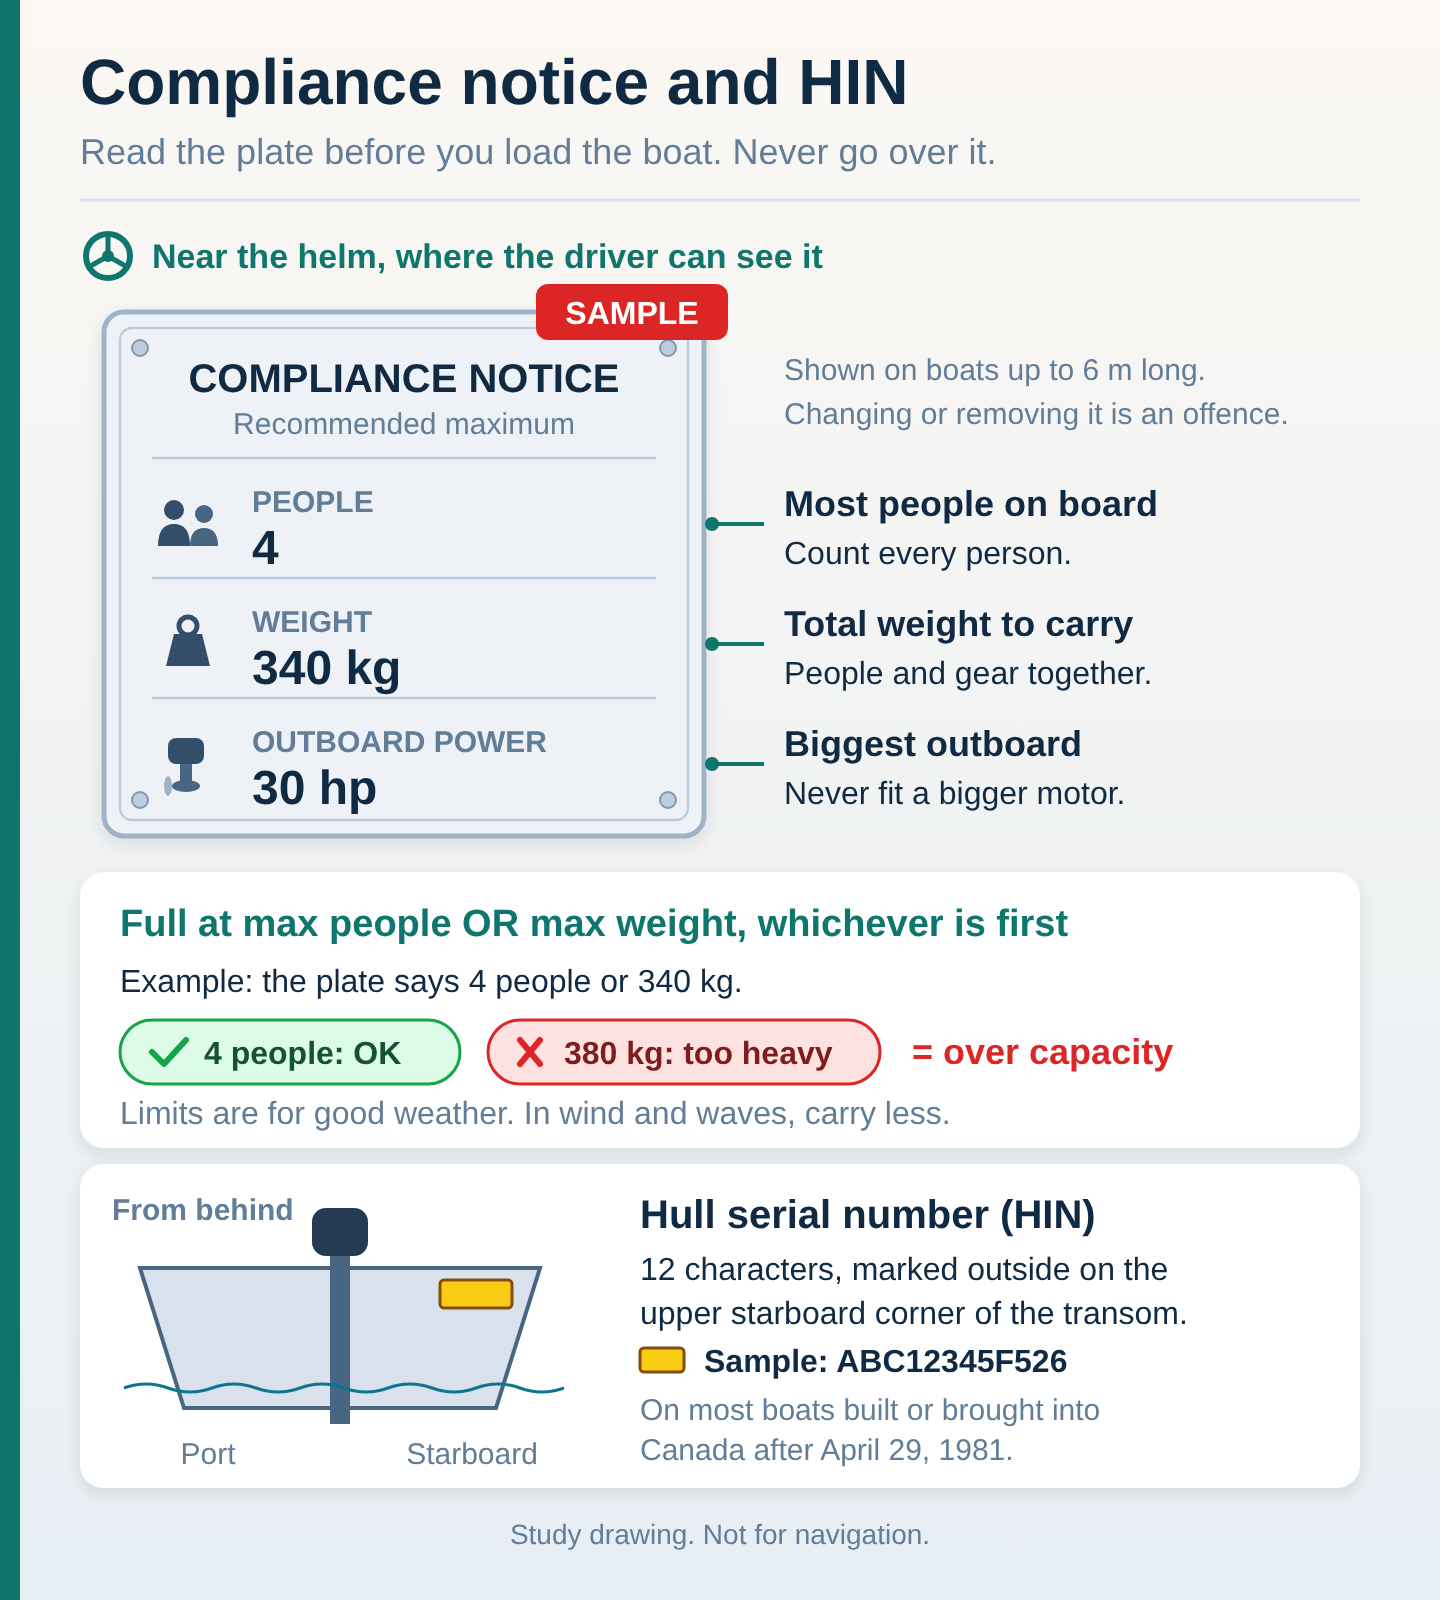 Compliance notice and HIN
Read the plate before you load the boat. Never go over it.
Near the helm, where the driver can see it
SAMPLE
COMPLIANCE NOTICE
Recommended maximum
PEOPLE
4
WEIGHT
340 kg
OUTBOARD POWER
30 hp
Shown on boats up to 6 m long.
Changing or removing it is an offence.
Most people on board
Count every person.
Total weight to carry
People and gear together.
Biggest outboard
Never fit a bigger motor.
Full at max people OR max weight, whichever is first
Example: the plate says 4 people or 340 kg.
4 people: OK
380 kg: too heavy
= over capacity
Limits are for good weather. In wind and waves, carry less.
From behind
Port
Starboard
Hull serial number (HIN)
12 characters, marked outside on the
upper starboard corner of the transom.
Sample: ABC12345F526
On most boats built or brought into
Canada after April 29, 1981.
Study drawing. Not for navigation.